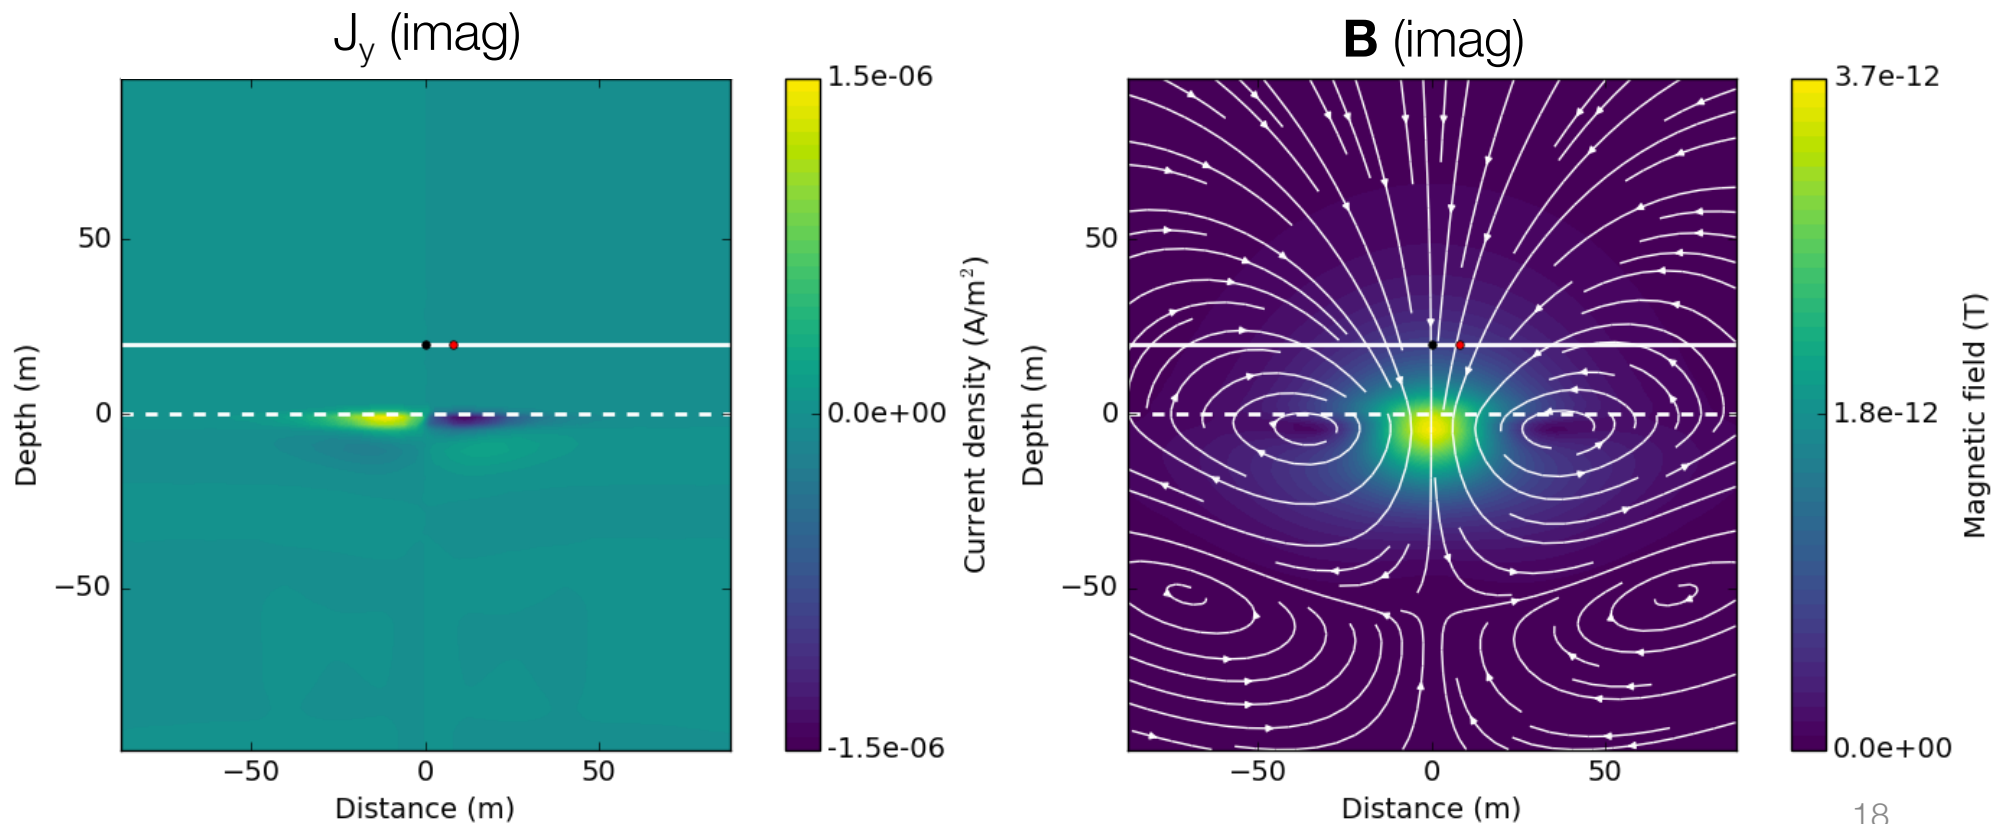 J_y (imag)
1.5e-06
0.0e+00
-1.5e-06
Current density (A/m²)
50
0
−50
Depth (m)
−50
0
50
Distance (m)
B (imag)
3.7e-12
1.8e-12
0.0e+00
Magnetic field (T)
50
0
−50
Depth (m)
−50
0
50
Distance (m)
18